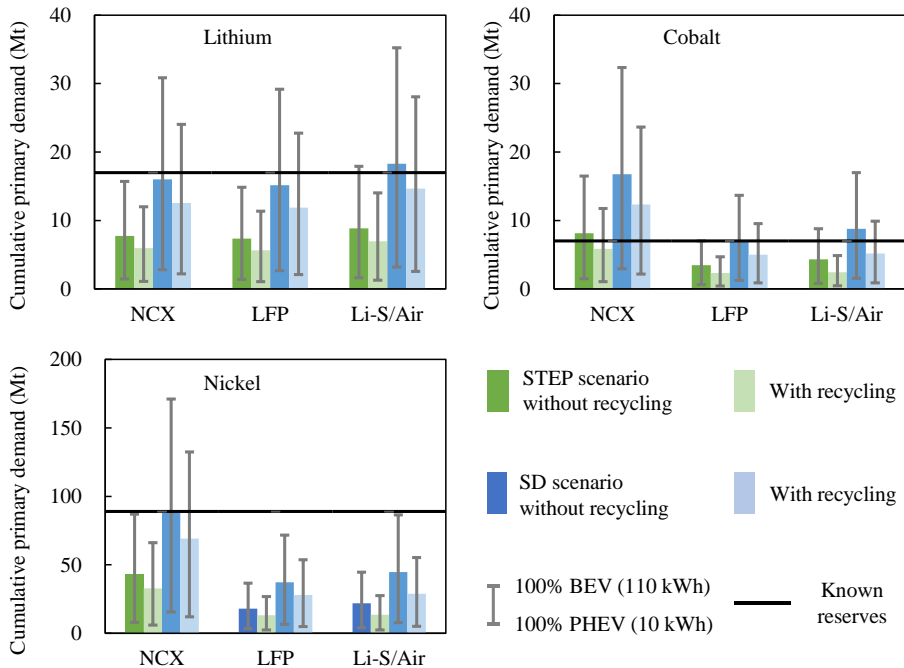 Cumulative primary demand (Mt)
40
30
20
10
0
Lithium
NCX
LFP
Li-S/Air
Cumulative primary demand (Mt)
40
30
20
10
0
Cobalt
NCX
LFP
Li-S/Air
Cumulative primary demand (Mt)
200
150
100
50
0
Nickel
NCX
LFP
Li-S/Air
STEP scenario
without recycling
With recycling
SD scenario
without recycling
With recycling
100% BEV (110 kWh)
100% PHEV (10 kWh)
Known
reserves